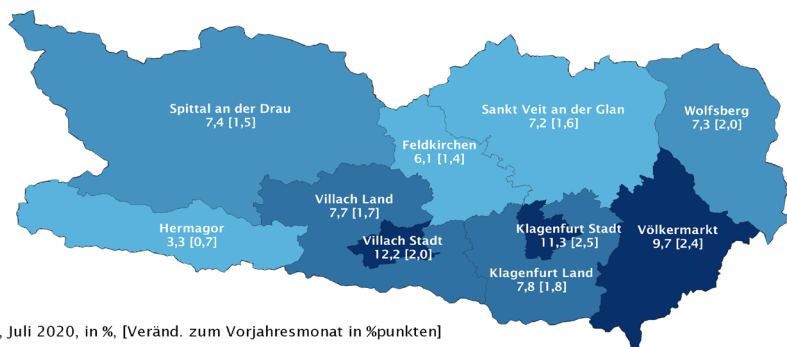 Spittal an der Drau
7,4 [1,5]
Sankt Veit an der Glan
7,2 [1,6]
Wolfsberg
7,3 [2,0]
Feldkirchen
6,1 [1,4]
Villach Land
7,7 [1,7]
Hermagor
3,3 [0,7]
Villach Stadt
12,2 [2,0]
Klagenfurt Stadt
11,3 [2,5]
Völkermarkt
9,7 [2,4]
Klagenfurt Land
7,8 [1,8]
, Juli 2020, in %, [Veränd. zum Vorjahresmonat in %punkten]